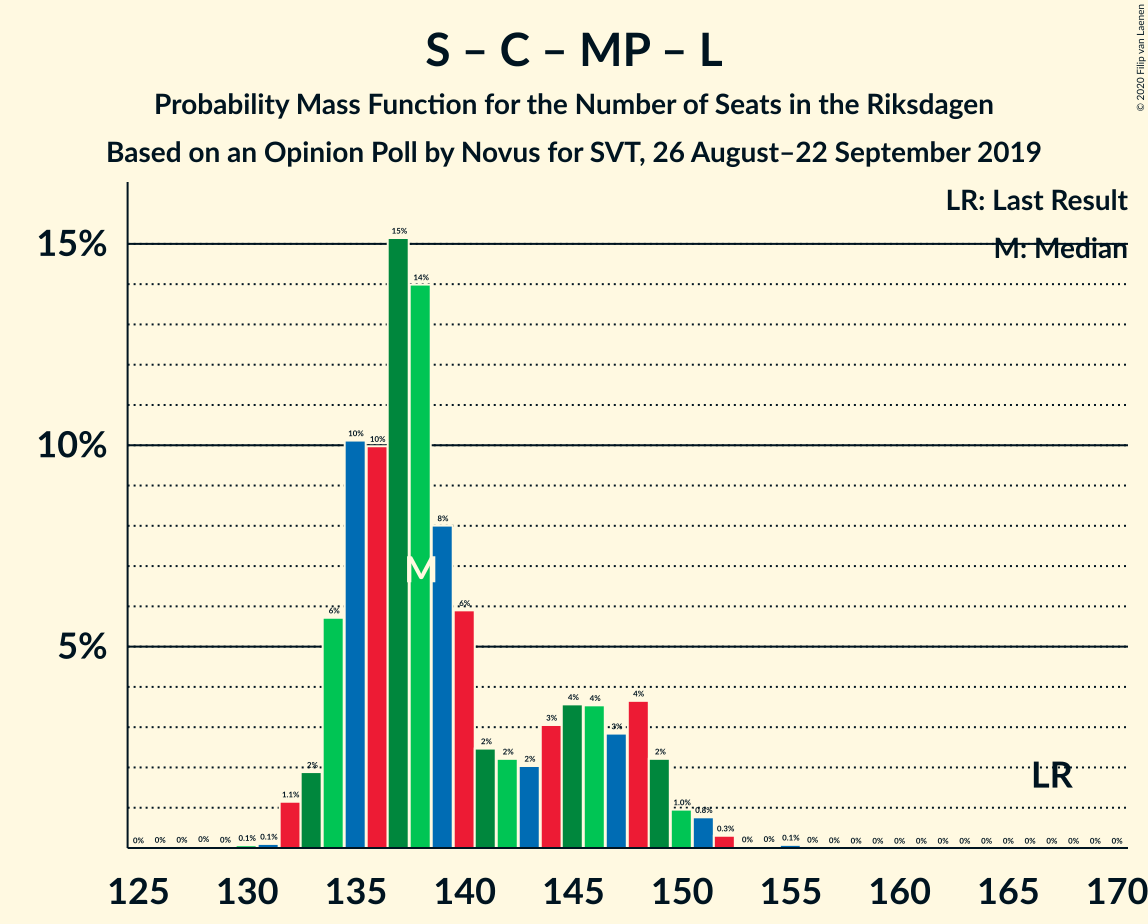 S – C – MP – L
Probability Mass Function for the Number of Seats in the Riksdagen
Based on an Opinion Poll by Novus for SVT, 26 August–22 September 2019
© 2020 Filip van Laenen
LR: Last Result
M: Median
15%
10%
5%
0% 0% 0% 0% 0% 0.1% 0.1% 1.1% 2% 6% 10% 10% 15% 14% 8% 6% 2% 2% 2% 3% 4% 4% 3% 4% 2% 1.0% 0.8% 0.3% 0% 0% 0.1% 0% 0% 0% 0% 0% 0% 0% 0% 0% 0% 0% 0% 0% 0% 0%
M
LR
125 130 135 140 145 150 155 160 165 170